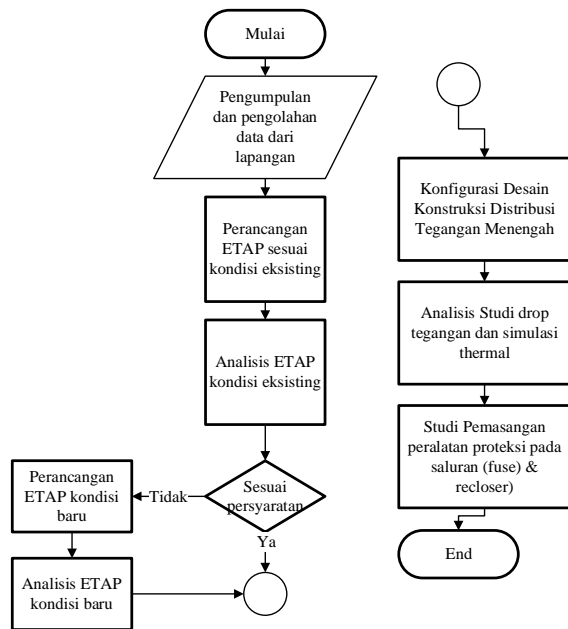 Mulai
Pengumpulan
dan pengolahan
data dari
lapangan
Perancangan
ETAP sesuai
kondisi eksisting
Analisis ETAP
kondisi eksisting
Sesuai
persyaratan
Tidak
Ya
Perancangan
ETAP kondisi
baru
Analisis ETAP
kondisi baru
Konfigurasi Desain
Konstruksi Distribusi
Tegangan Menengah
Analisis Studi drop
tegangan dan simulasi
thermal
Studi Pemasangan
peralatan proteksi pada
saluran (fuse) &
recloser)
End